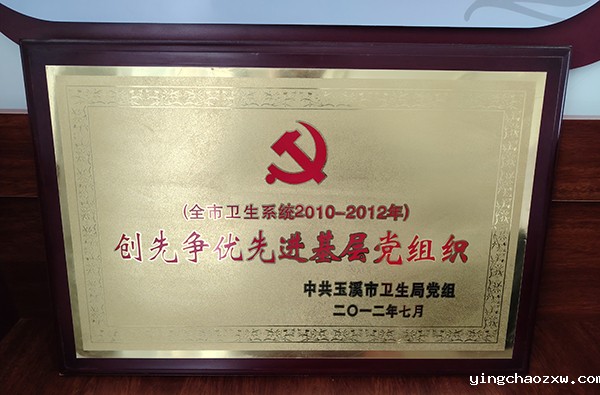 (全市卫生系统2010-2012年)
创先争优先进基层党组织
中共玉溪市卫生局党组
二〇一二年七月
yingchaozxw.com